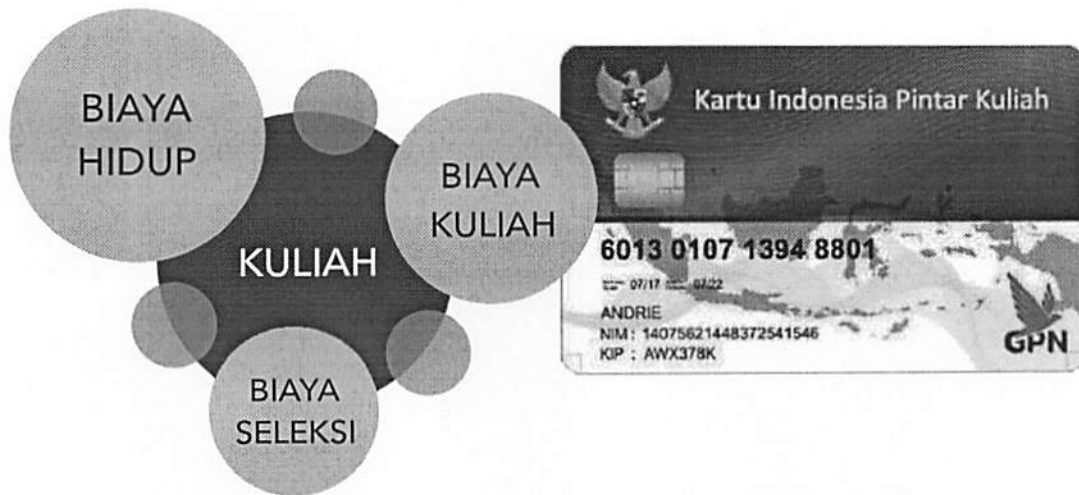 BIAYA
HIDUP
BIAYA
KULIAH
KULIAH
BIAYA
SELEKSI
Kartu Indonesia Pintar Kuliah
6013 0107 1394 8801
07/17 07/22
ANDRIE
NIM : 14075621448372541546
KIP : AWX378K
GPN